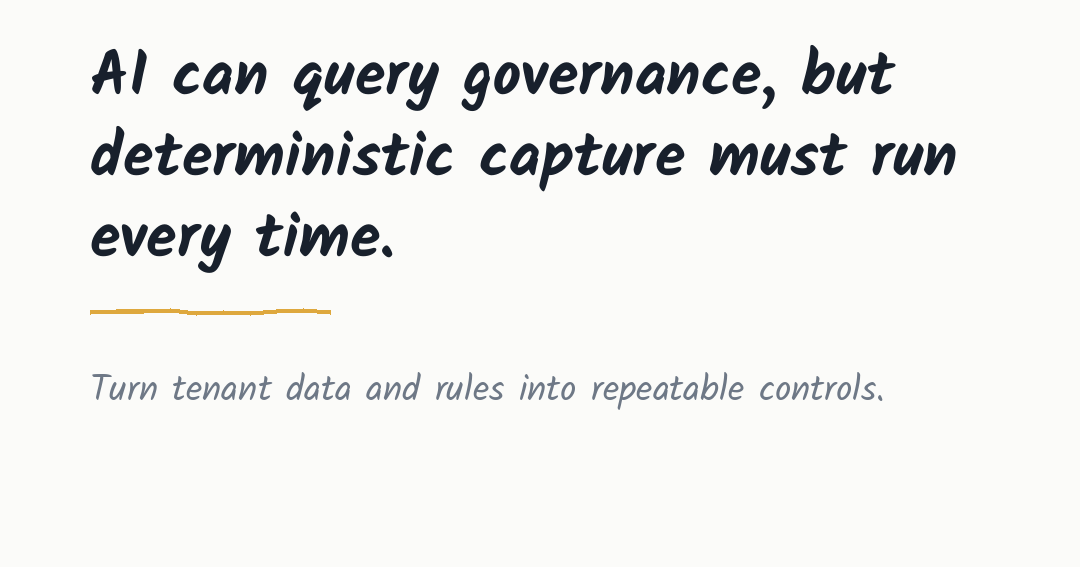 AI can query governance, but
deterministic capture must run
every time.
Turn tenant data and rules into repeatable controls.